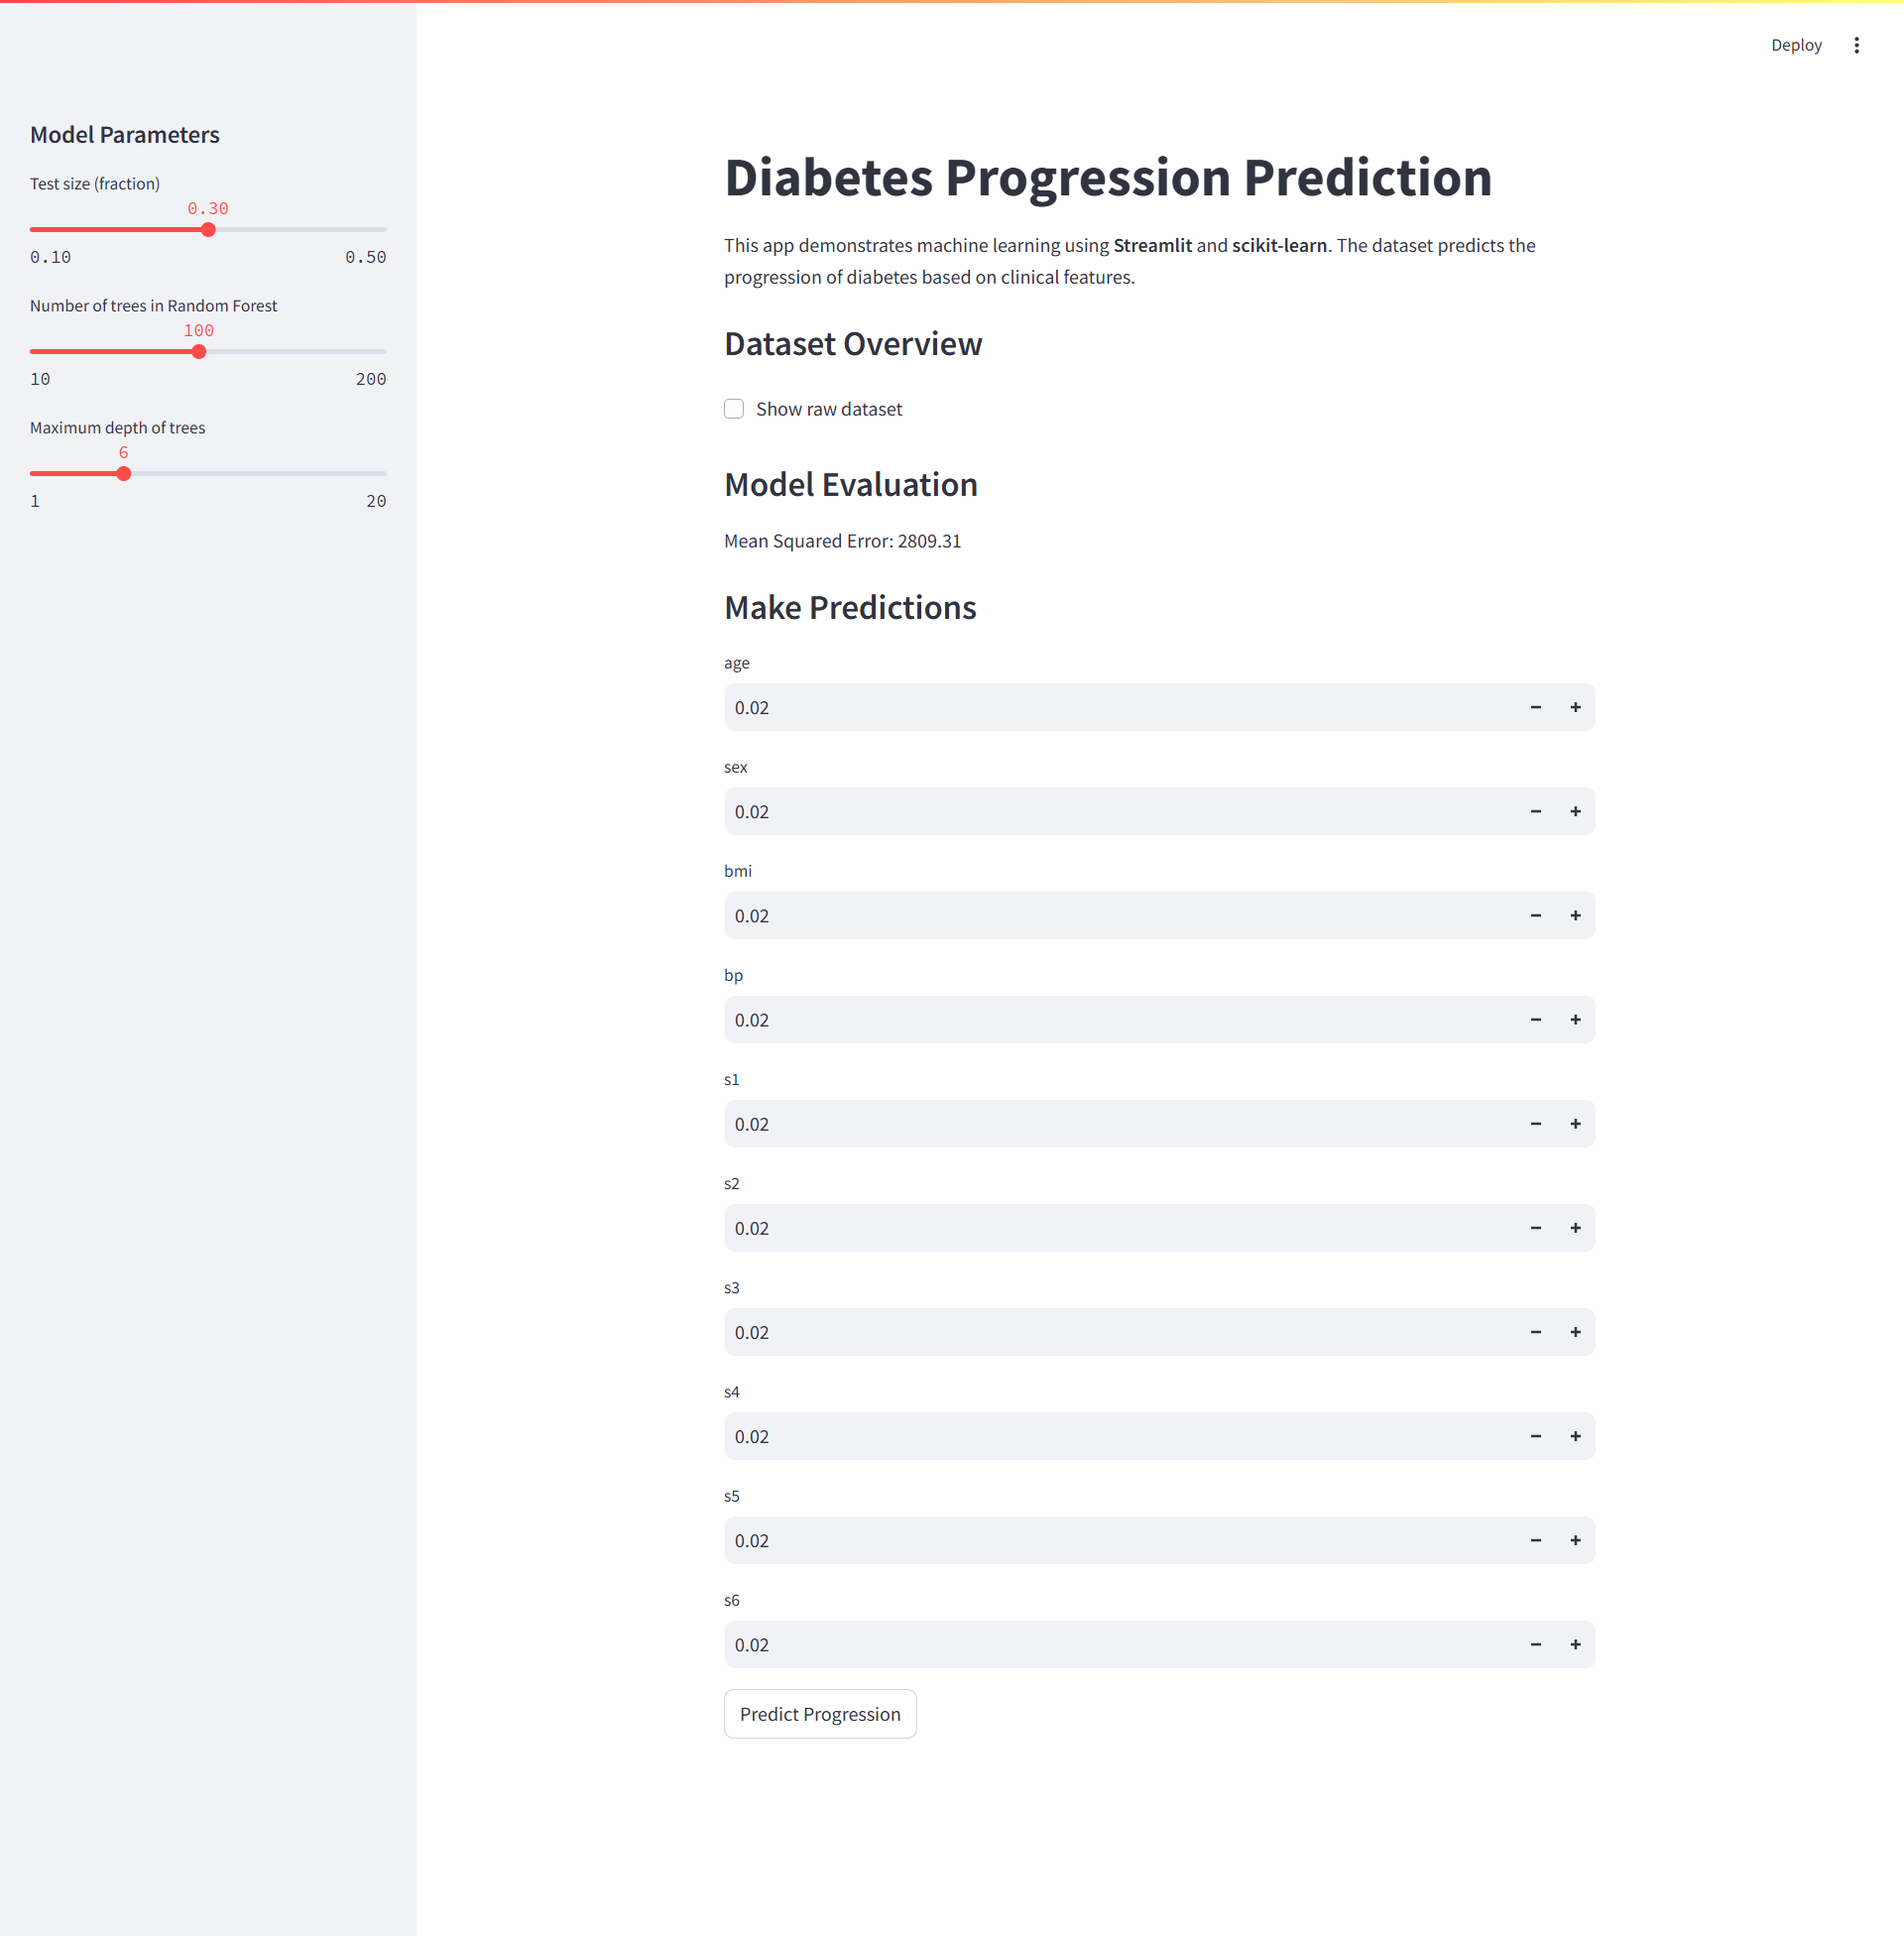 Deploy
Model Parameters
Test size (fraction)
0.30
0.10 0.50
Number of trees in Random Forest
100
10 200
Maximum depth of trees
6
1 20
Diabetes Progression Prediction
This app demonstrates machine learning using Streamlit and scikit-learn. The dataset predicts the
progression of diabetes based on clinical features.
Dataset Overview
Show raw dataset
Model Evaluation
Mean Squared Error: 2809.31
Make Predictions
age
0.02
sex
0.02
bmi
0.02
bp
0.02
s1
0.02
s2
0.02
s3
0.02
s4
0.02
s5
0.02
s6
0.02
Predict Progression